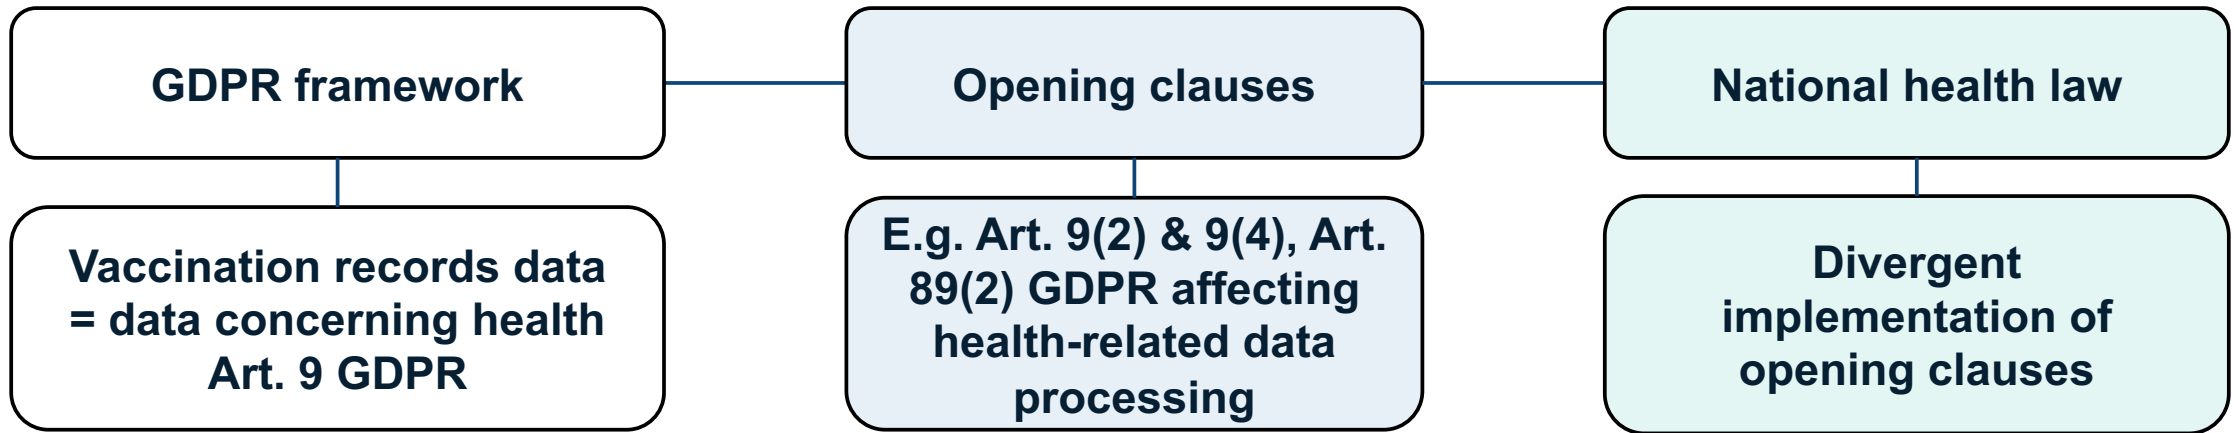 GDPR framework
Opening clauses
National health law
Vaccination records data
= data concerning health
Art. 9 GDPR
E.g. Art. 9(2) & 9(4), Art.
89(2) GDPR affecting
health-related data
processing
Divergent
implementation of
opening clauses